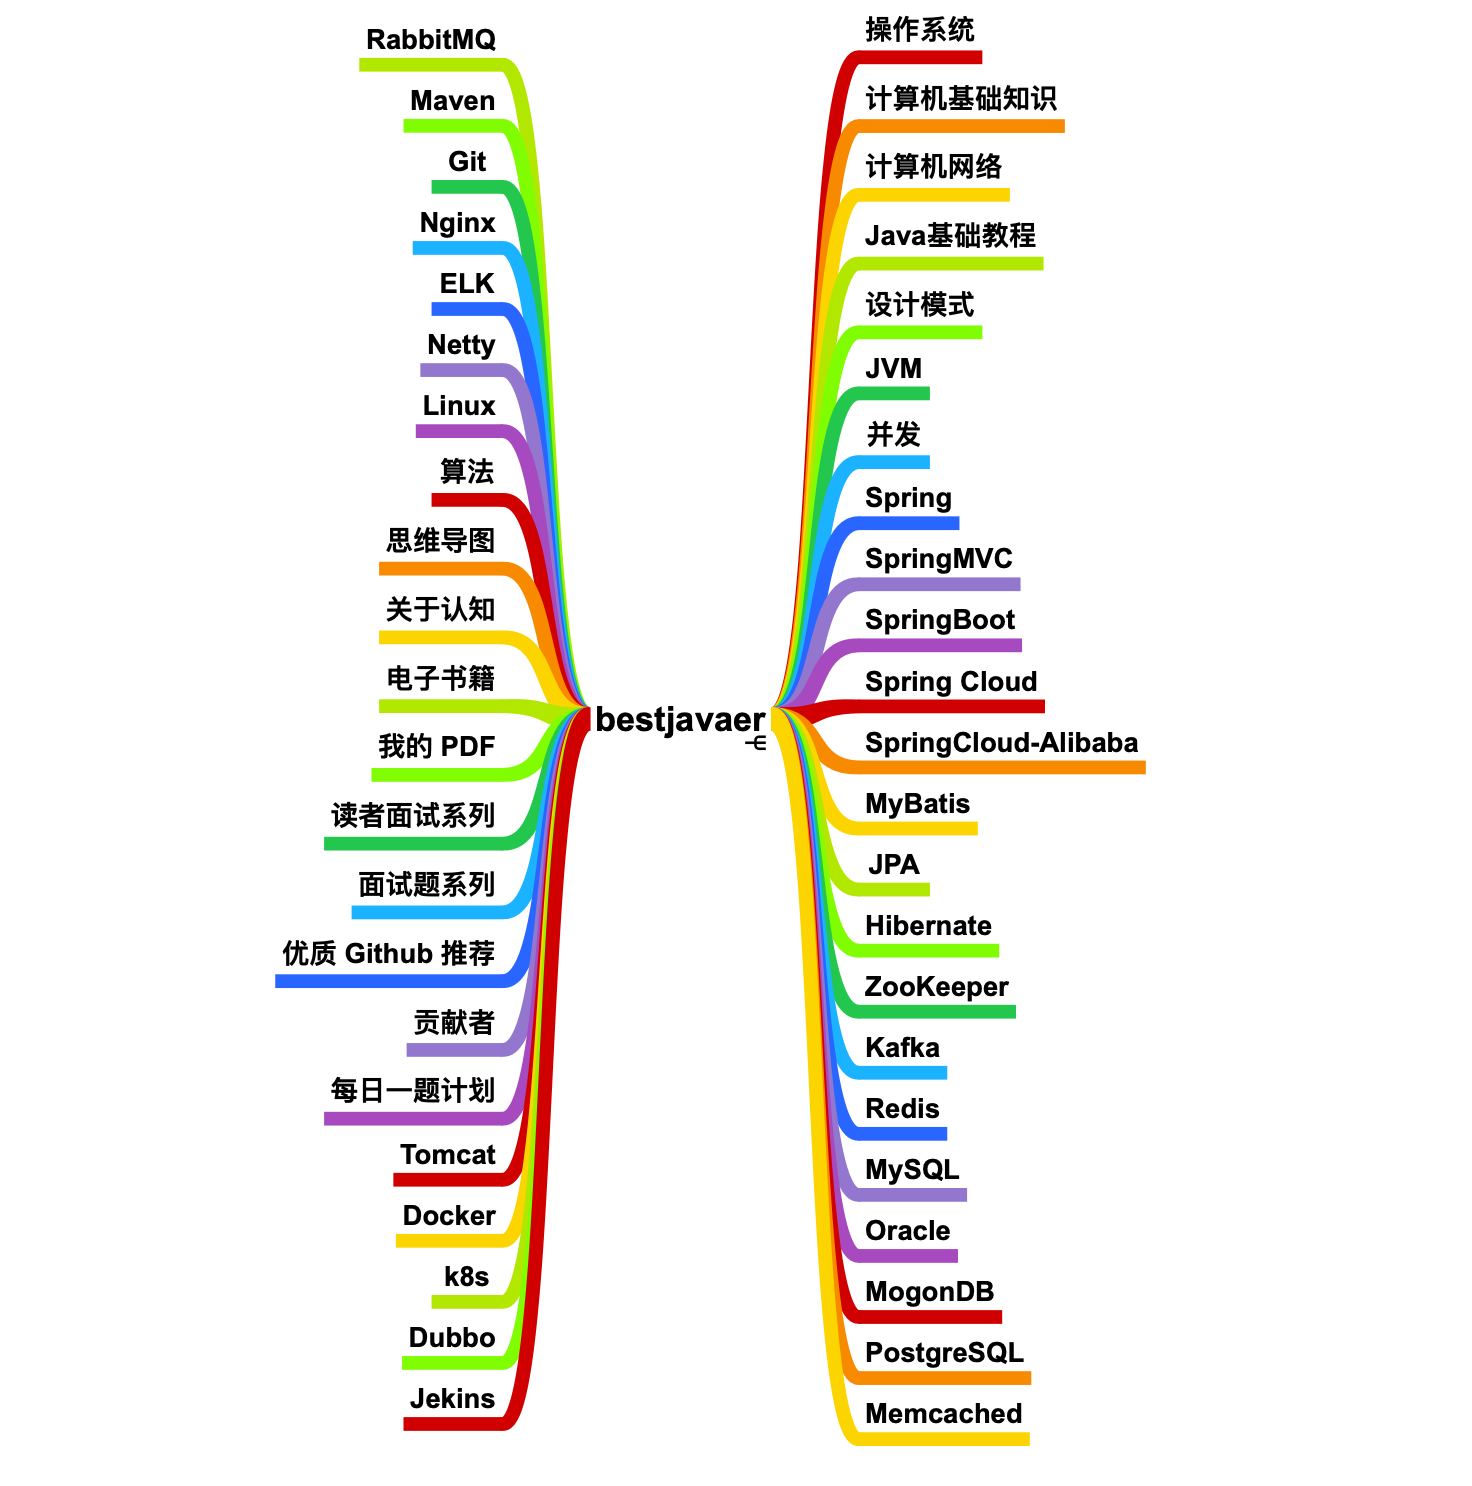 RabbitMQ
Maven
Git
Nginx
ELK
Netty
Linux
算法
思维导图
关于认知
电子书籍
我的 PDF
读者面试系列
面试题系列
优质 Github 推荐
贡献者
每日一题计划
Tomcat
Docker
k8s
Dubbo
Jekins
bestjavaer
操作系统
计算机基础知识
计算机网络
Java基础教程
设计模式
JVM
并发
Spring
SpringMVC
SpringBoot
Spring Cloud
SpringCloud-Alibaba
MyBatis
JPA
Hibernate
ZooKeeper
Kafka
Redis
MySQL
Oracle
MogonDB
PostgreSQL
Memcached